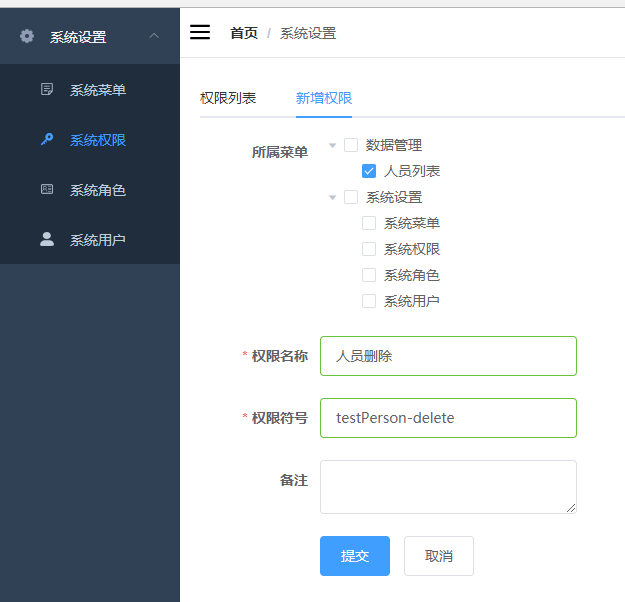 系统设置
系统菜单
系统权限
系统角色
系统用户
首页 / 系统设置
权限列表 新增权限
所属菜单
数据管理
人员列表
系统设置
系统菜单
系统权限
系统角色
系统用户
* 权限名称 人员删除
* 权限符号 testPerson-delete
备注
提交 取消